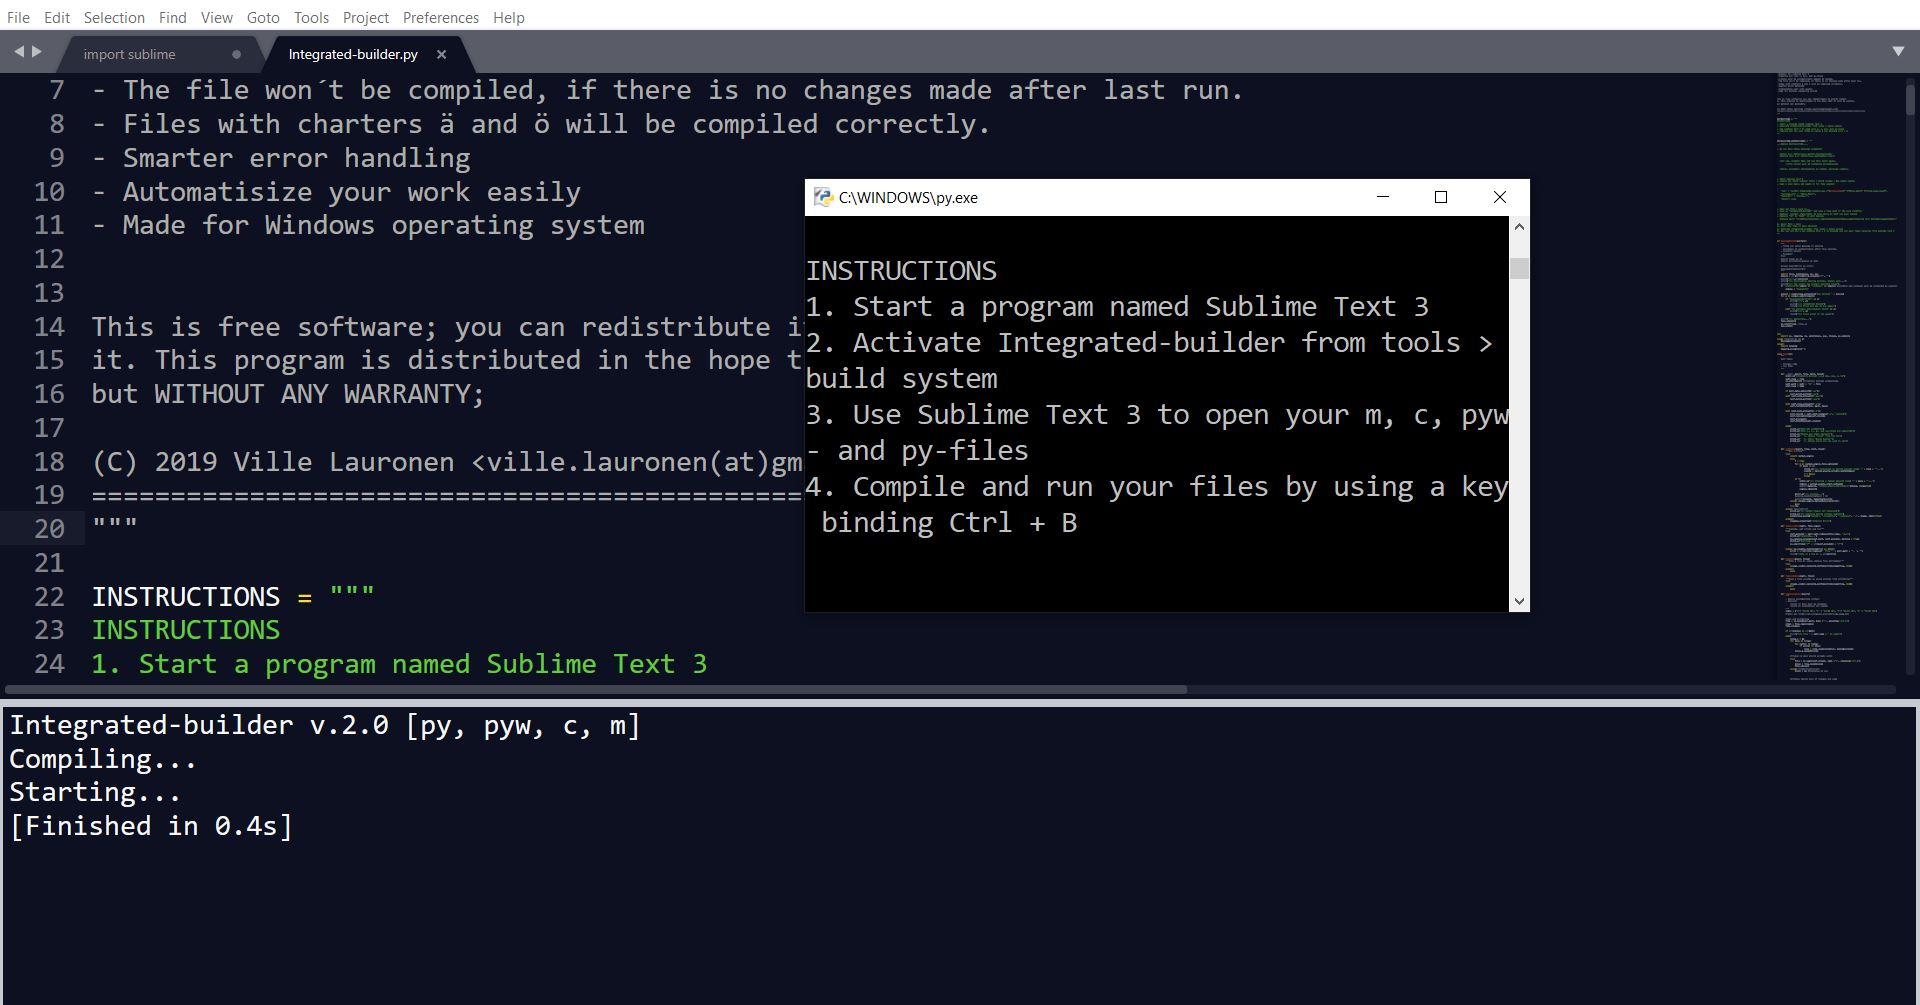 File Edit Selection Find View Goto Tools Project Preferences Help
import sublime Integrated-builder.py
7 - The file won´t be compiled, if there is no changes made after last run.
8 - Files with charters ä and ö will be compiled correctly.
9 - Smarter error handling
10 - Automatisize your work easily
11 - Made for Windows operating system
12
13
14 This is free software; you can redistribute
15 it. This program is distributed in the hope
16 but WITHOUT ANY WARRANTY;
17
18 (C) 2019 Ville Lauronen <ville.lauronen(at)gm
19 =============================================
20 """
21
22 INSTRUCTIONS = """
23 INSTRUCTIONS
24 1. Start a program named Sublime Text 3
C:\WINDOWS\py.exe
INSTRUCTIONS
1. Start a program named Sublime Text 3
2. Activate Integrated-builder from tools >
build system
3. Use Sublime Text 3 to open your m, c, pyw
- and py-files
4. Compile and run your files by using a key
binding Ctrl + B
Integrated-builder v.2.0 [py, pyw, c, m]
Compiling...
Starting...
[Finished in 0.4s]